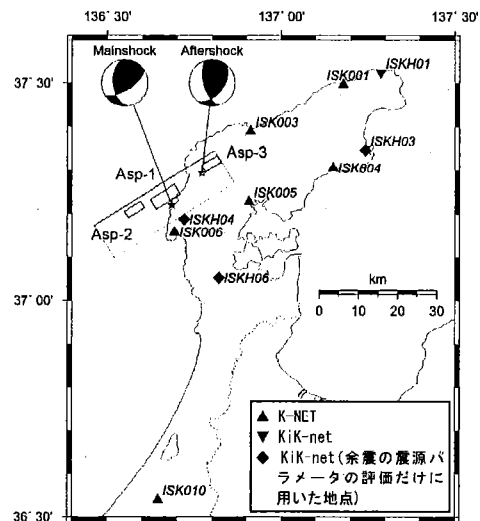 136˚30' 137˚00' 137˚30'
Mainshock Aftershock
37˚30'
37˚00'
36˚30'
ISK001
ISKH01
ISK003
ISKH03
ISK004
Asp-3
Asp-1
Asp-2
ISK005
ISKH04
ISK006
ISKH06
km
0 10 20 30
ISK010
K-NET
KiK-net
KiK-net(余震の震源パ
ラメータの評価だけに
用いた地点)